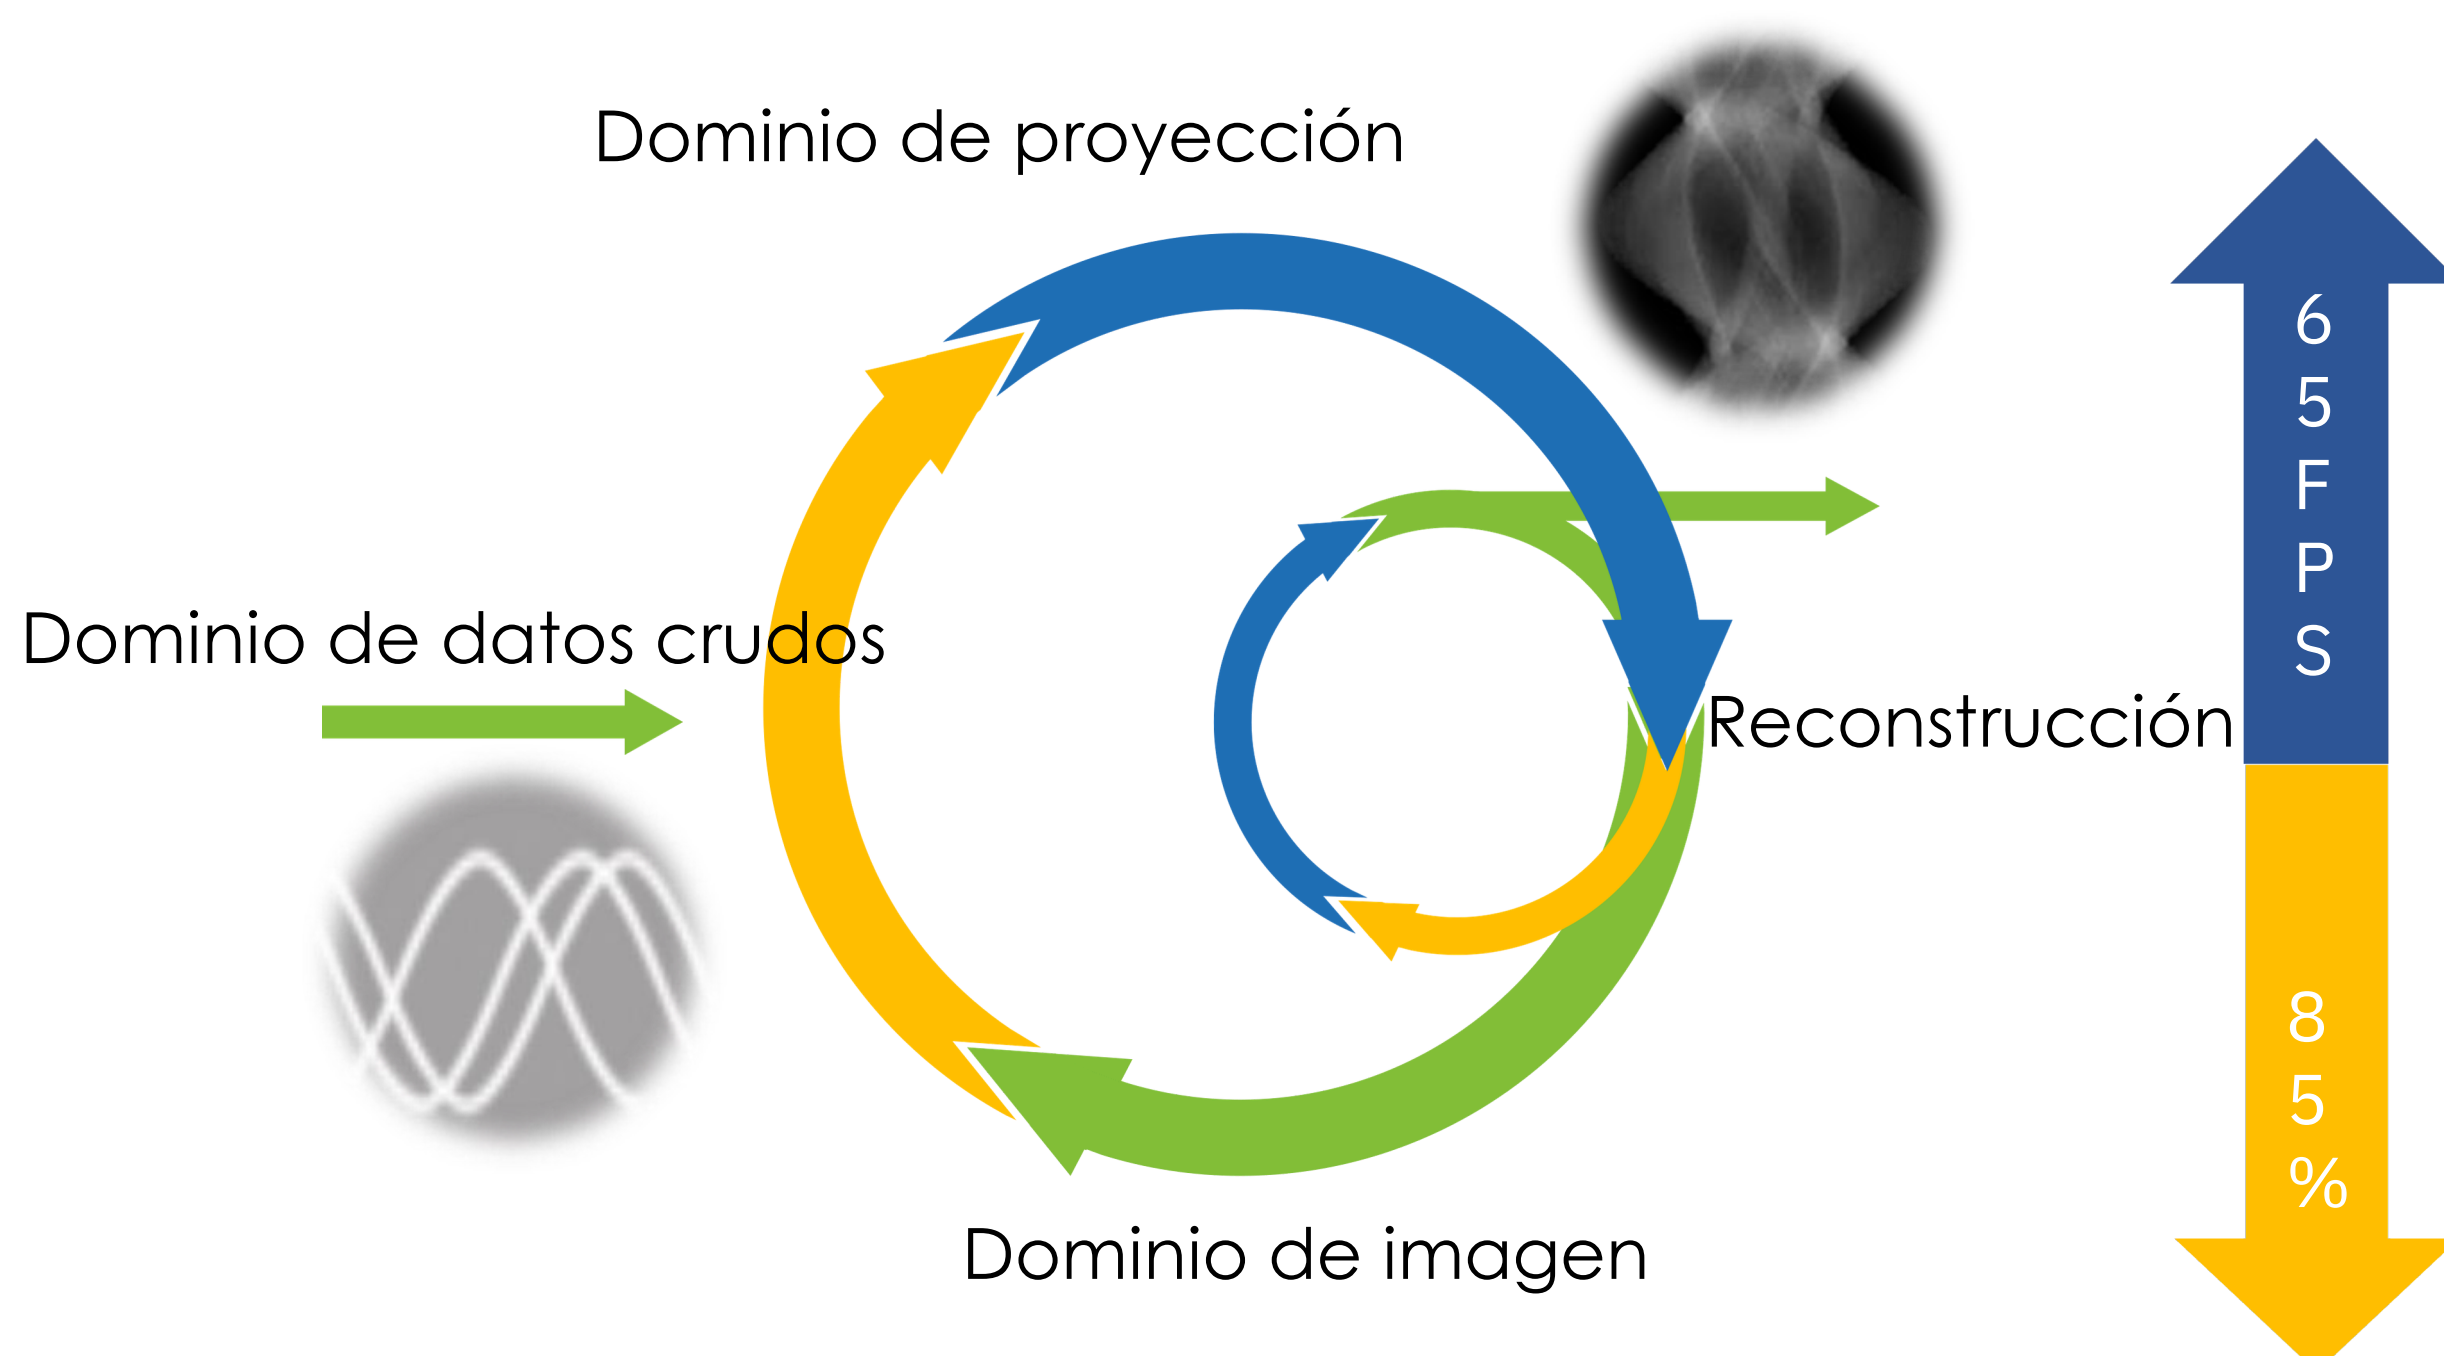 Dominio de proyección
Dominio de datos crudos
Reconstrucción
Dominio de imagen
6
5
F
P
S
8
5
%